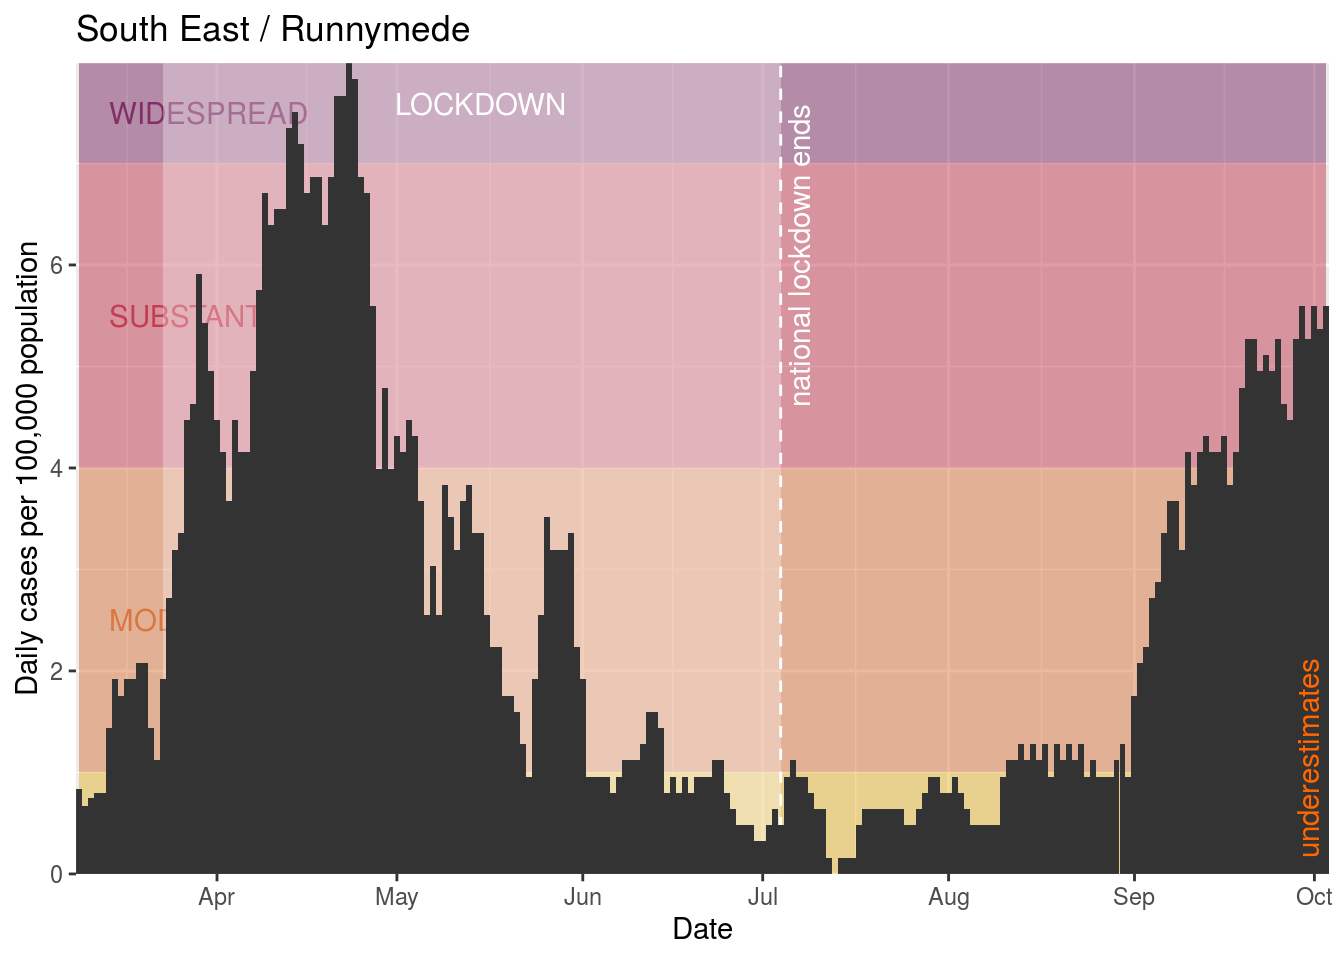 South East / Runnymede
WIDESPREAD
LOCKDOWN
national lockdown ends
SUBSTANT
MOD
underestimates
Daily cases per 100,000 population
6
4
2
0
Apr May Jun Jul Aug Sep Oct
Date